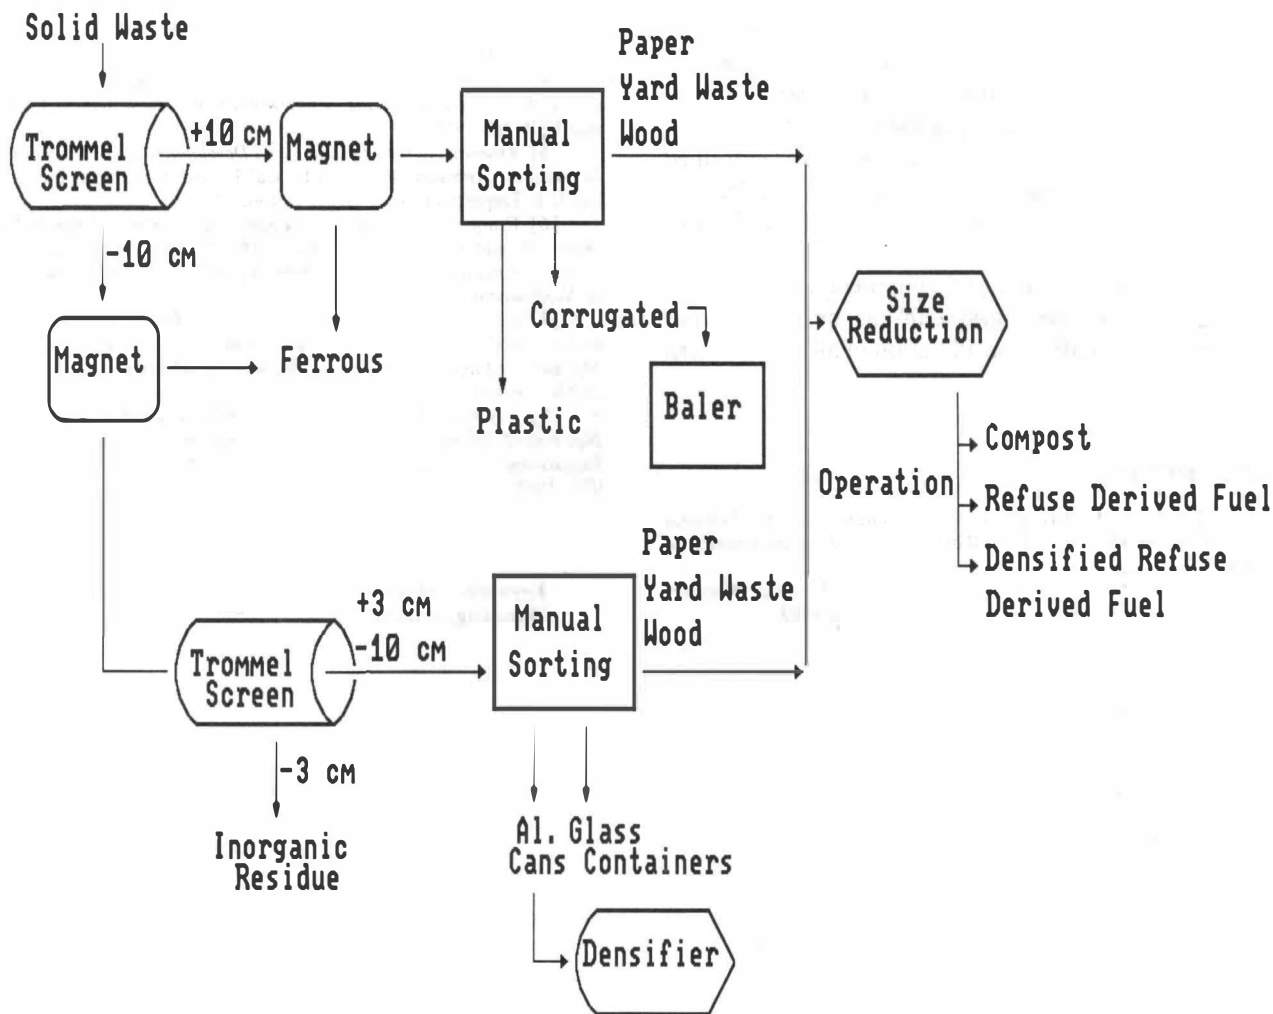 Solid Waste
Trommel
Screen
+10 cm
Magnet
Manual
Sorting
Paper
Yard Waste
Wood
-10 cm
Magnet
Ferrous
Corrugated
Plastic
Baler
Size
Reduction
Operation
Compost
Refuse Derived Fuel
Densified Refuse
Derived Fuel
Trommel
Screen
+3 cm
-10 cm
Manual
Sorting
Paper
Yard Waste
Wood
-3 cm
Inorganic
Residue
Al. Glass
Cans Containers
Densifier